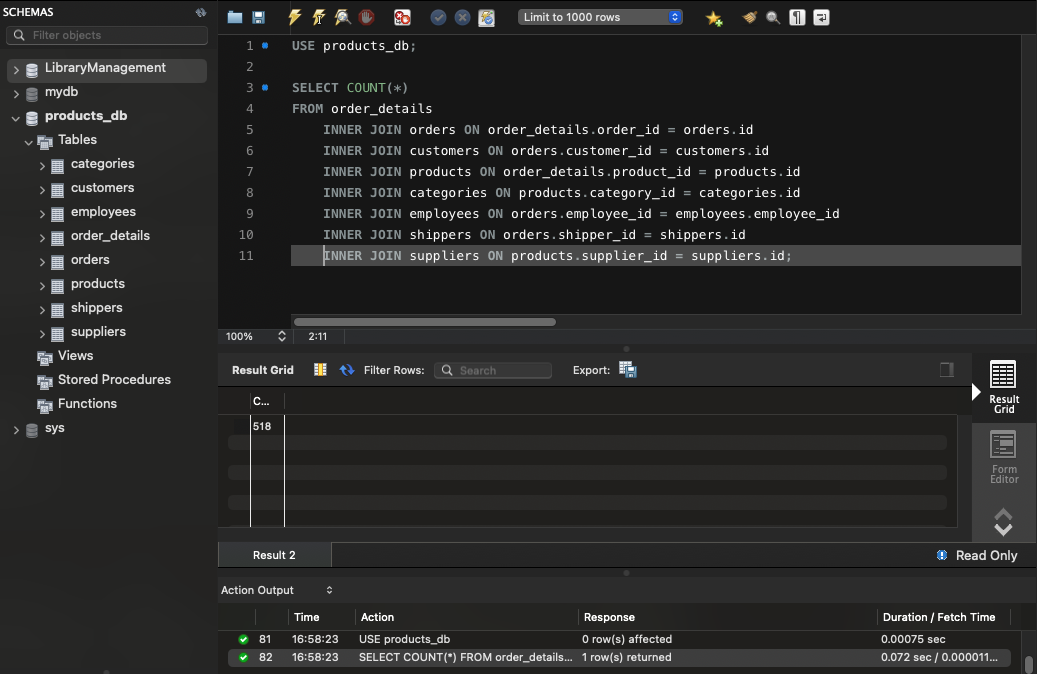 SCHEMAS
Filter objects
LibraryManagement
mydb
products_db
Tables
categories
customers
employees
order_details
orders
products
shippers
suppliers
Views
Stored Procedures
Functions
sys
Limit to 1000 rows
1 USE products_db;
2
3 SELECT COUNT(*)
4 FROM order_details
5 INNER JOIN orders ON order_details.order_id = orders.id
6 INNER JOIN customers ON orders.customer_id = customers.id
7 INNER JOIN products ON order_details.product_id = products.id
8 INNER JOIN categories ON products.category_id = categories.id
9 INNER JOIN employees ON orders.employee_id = employees.employee_id
10 INNER JOIN shippers ON orders.shipper_id = shippers.id
11 INNER JOIN suppliers ON products.supplier_id = suppliers.id;
100% 2:11
Result Grid Filter Rows: Search Export:
C...
518
Result
Grid
Form
Editor
Result 2 Read Only
Action Output
Time Action Response Duration / Fetch Time
81 16:58:23 USE products_db 0 row(s) affected 0.00075 sec
82 16:58:23 SELECT COUNT(*) FROM order_details... 1 row(s) returned 0.072 sec / 0.000011...